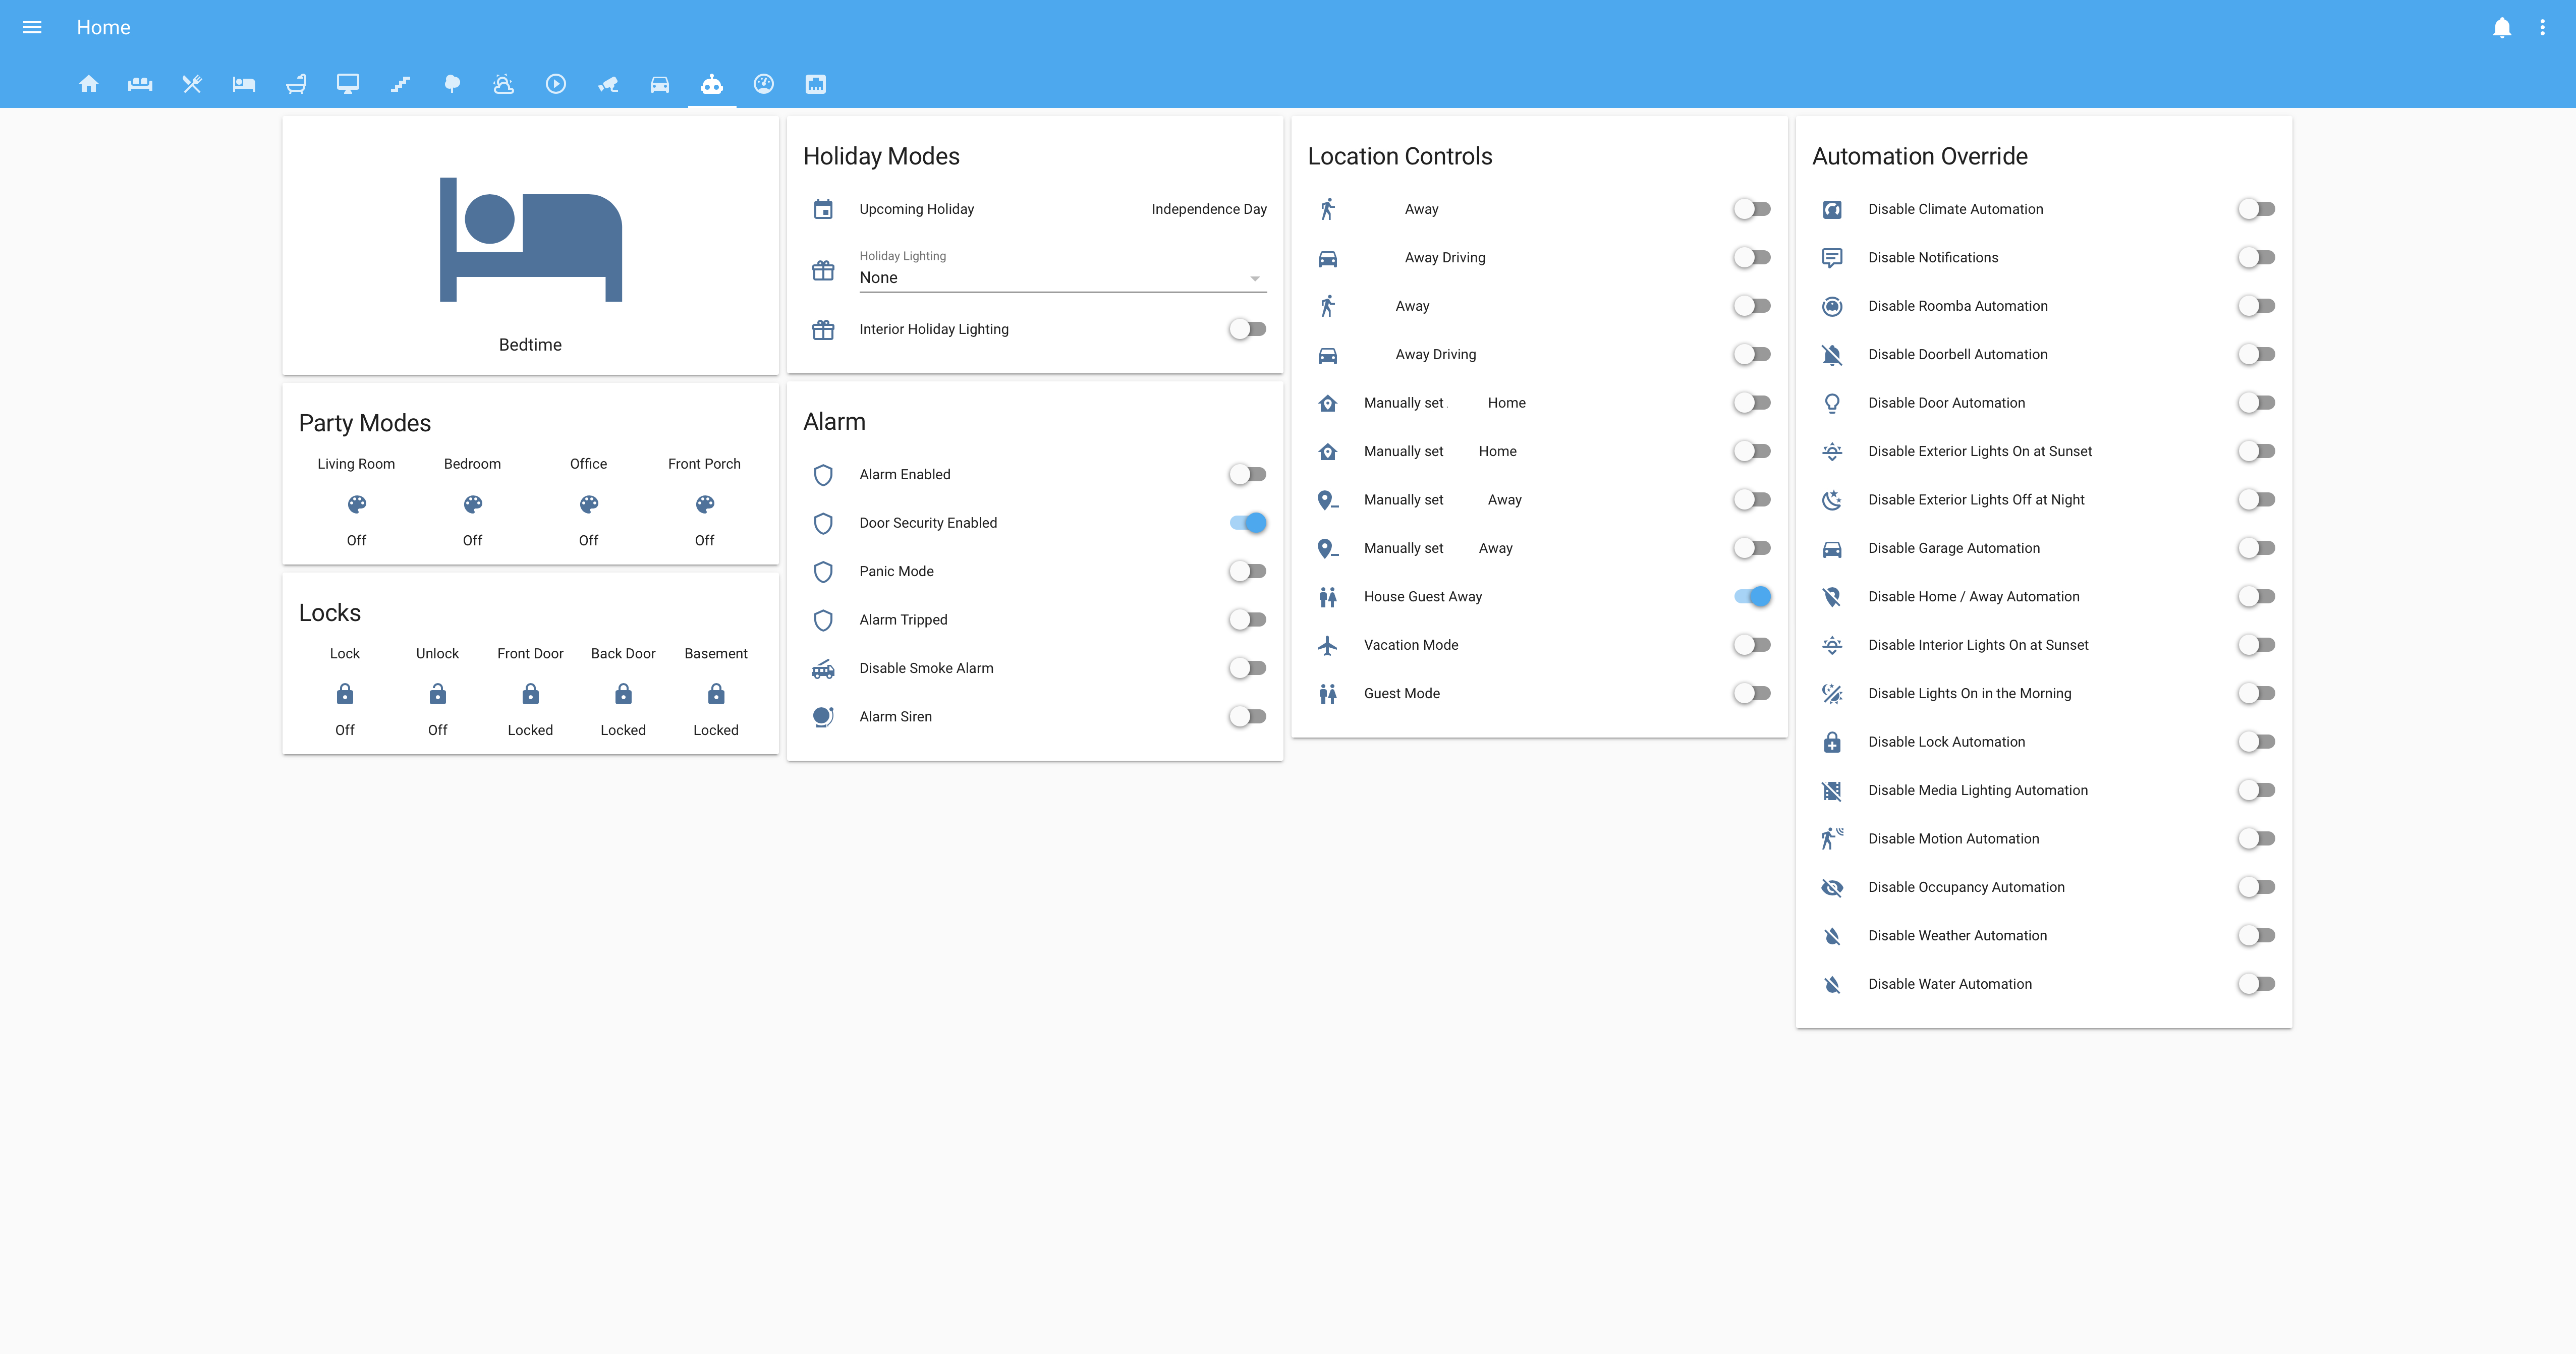 Home
Bedtime
Party Modes
Living Room Bedroom Office Front Porch
Off Off Off Off
Locks
Lock Unlock Front Door Back Door Basement
Off Off Locked Locked Locked
Holiday Modes
Upcoming Holiday Independence Day
Holiday Lighting
None
Interior Holiday Lighting
Alarm
Alarm Enabled
Door Security Enabled
Panic Mode
Alarm Tripped
Disable Smoke Alarm
Alarm Siren
Location Controls
Away
Away Driving
Away
Away Driving
Manually set Home
Manually set Home
Manually set Away
Manually set Away
House Guest Away
Vacation Mode
Guest Mode
Automation Override
Disable Climate Automation
Disable Notifications
Disable Roomba Automation
Disable Doorbell Automation
Disable Door Automation
Disable Exterior Lights On at Sunset
Disable Exterior Lights Off at Night
Disable Garage Automation
Disable Home / Away Automation
Disable Interior Lights On at Sunset
Disable Lights On in the Morning
Disable Lock Automation
Disable Media Lighting Automation
Disable Motion Automation
Disable Occupancy Automation
Disable Weather Automation
Disable Water Automation